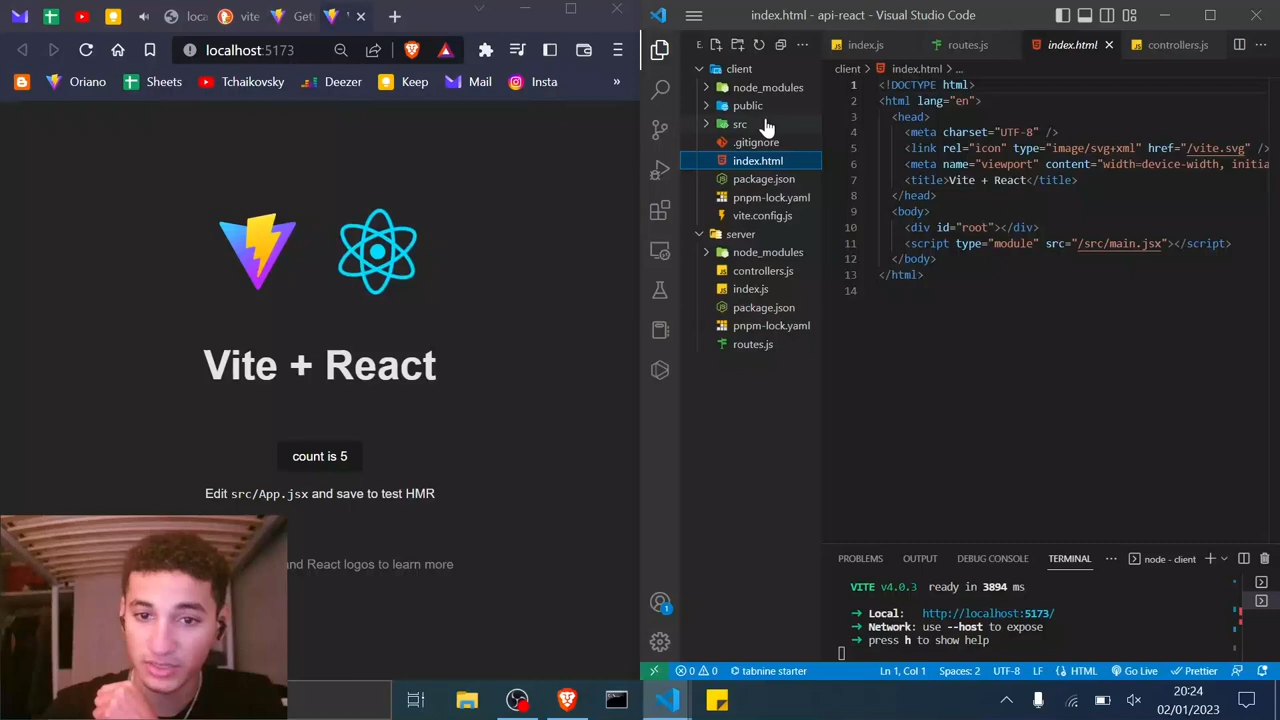 loca
vite
Get
V
localhost:5173
Oriano
Sheets
Tchaikovsky
Deezer
Keep
Mail
Insta
»
Vite + React
count is 5
Edit src/App.jsx and save to test HMR
and React logos to learn more
index.html - api-react - Visual Studio Code
E.
client
node_modules
public
src
.gitignore
index.html
package.json
pnpm-lock.yaml
vite.config.js
server
node_modules
controllers.js
index.js
package.json
pnpm-lock.yaml
routes.js
index.js
routes.js
index.html
controllers.js
client > index.html > ...
1 <!DOCTYPE html>
2 <html lang="en">
3 <head>
4 <meta charset="UTF-8" />
5 <link rel="icon" type="image/svg+xml" href="/vite.svg" />
6 <meta name="viewport" content="width=device-width, initia
7 <title>Vite + React</title>
8 </head>
9 <body>
10 <div id="root"></div>
11 <script type="module" src="/src/main.jsx"></script>
12 </body>
13 </html>
14
PROBLEMS OUTPUT DEBUG CONSOLE TERMINAL ... node - client
VITE v4.0.3 ready in 3894 ms
➜ Local: http://localhost:5173/
➜ Network: use --host to expose
➜ press h to show help
1
0 0 tabnine starter Ln 1, Col 1 Spaces: 2 UTF-8 LF HTML Go Live Prettier
20:24
02/01/2023